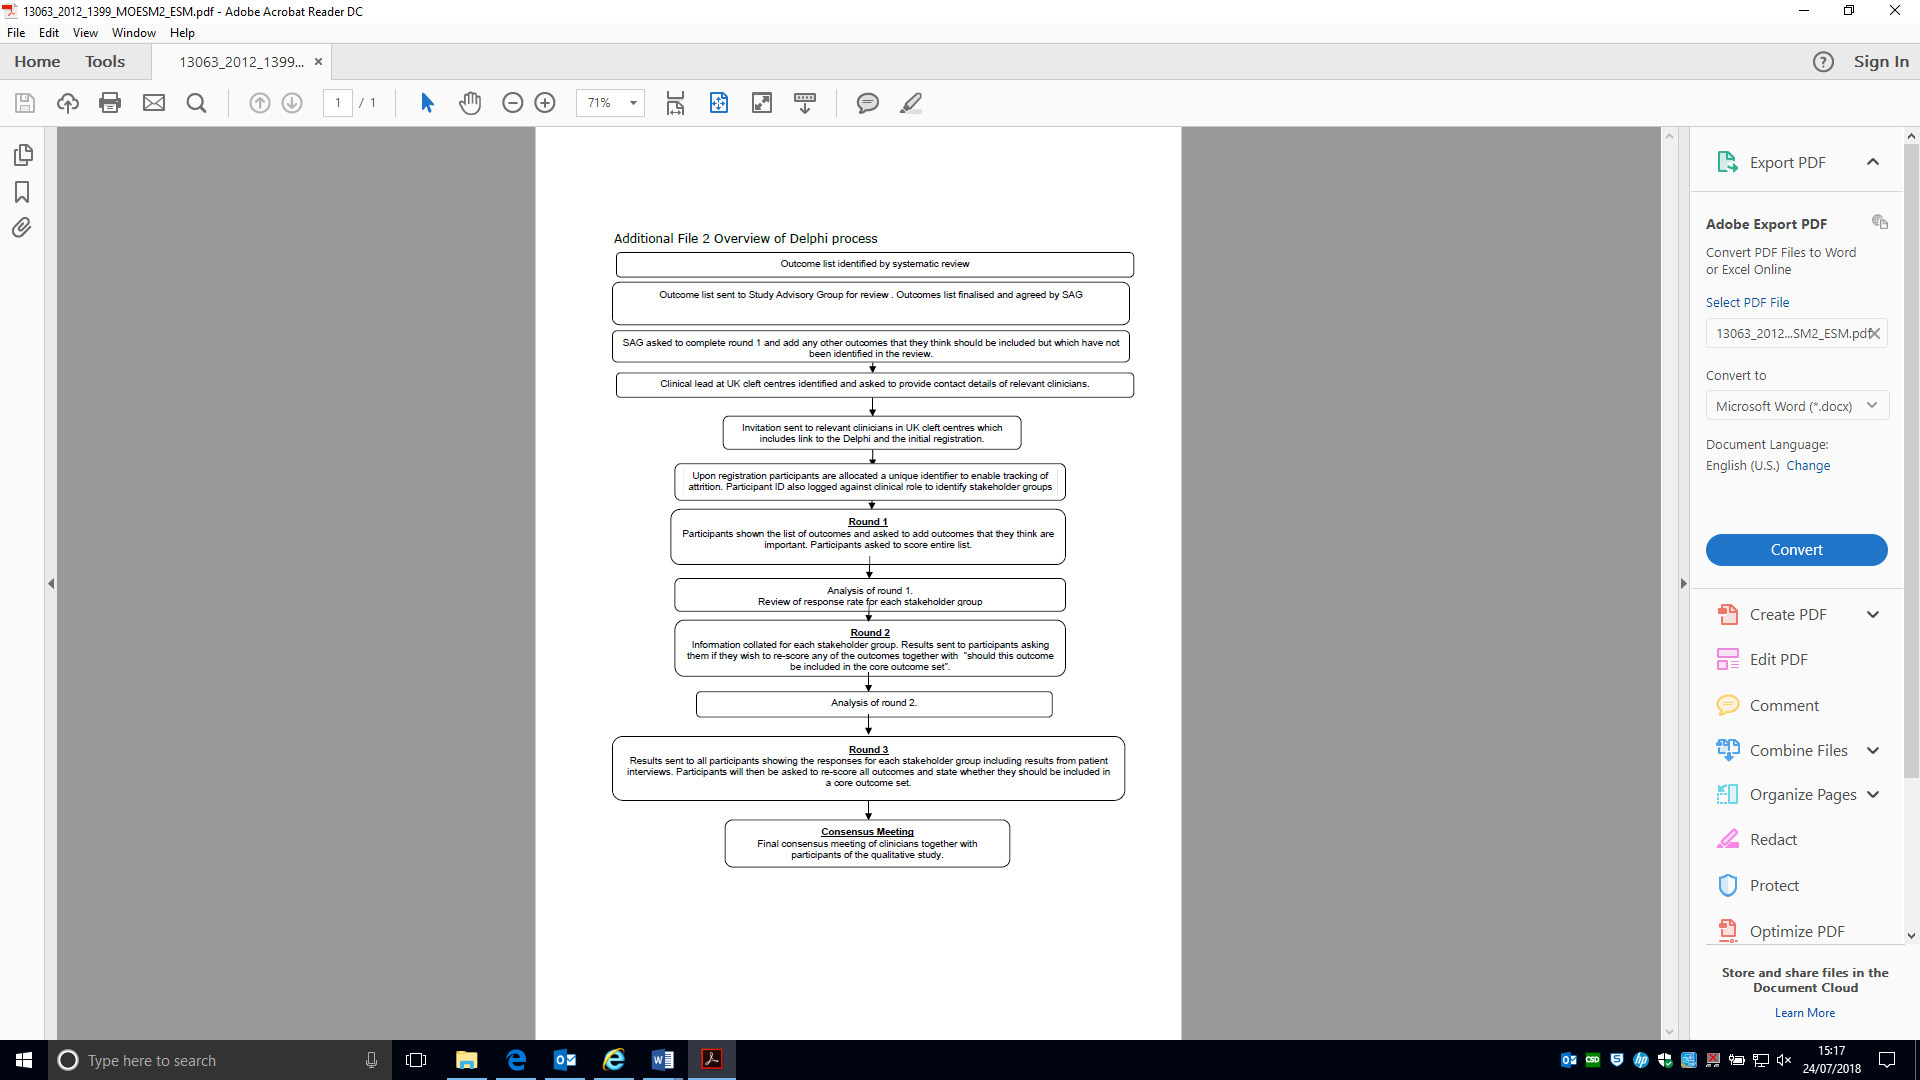 13063_2012_1399_MOESM2_ESM.pdf - Adobe Acrobat Reader DC
File Edit View Window Help
Home Tools 13063_2012_1399... × Sign In
1 / 1 71%
Additional File 2 Overview of Delphi process
Outcome list identified by systematic review
Outcome list sent to Study Advisory Group for review . Outcomes list finalised and agreed by SAG
SAG asked to complete round 1 and add any other outcomes that they think should be included but which have not
been identified in the review.
Clinical lead at UK cleft centres identified and asked to provide contact details of relevant clinicians.
Invitation sent to relevant clinicians in UK cleft centres which
includes link to the Delphi and the initial registration.
Upon registration participants are allocated a unique identifier to enable tracking of
attrition. Participant ID also logged against clinical role to identify stakeholder groups
Round 1
Participants shown the list of outcomes and asked to add outcomes that they think are
important. Participants asked to score entire list.
Analysis of round 1.
Review of response rate for each stakeholder group
Round 2
Information collated for each stakeholder group. Results sent to participants asking
them if they wish to re-score any of the outcomes together with "should this outcome
be included in the core outcome set".
Analysis of round 2.
Round 3
Results sent to all participants showing the responses for each stakeholder group including results from patient
interviews. Participants will then be asked to re-score all outcomes and state whether they should be included in
a core outcome set.
Consensus Meeting
Final consensus meeting of clinicians together with
participants of the qualitative study.
Export PDF
Adobe Export PDF
Convert PDF Files to Word
or Excel Online
Select PDF File
13063_2012...SM2_ESM.pdf
Convert to
Microsoft Word (*.docx)
Document Language:
English (U.S.) Change
Convert
Create PDF
Edit PDF
Comment
Combine Files
Organize Pages
Redact
Protect
Optimize PDF
Store and share files in the
Document Cloud
Learn More
Type here to search
15:17
24/07/2018